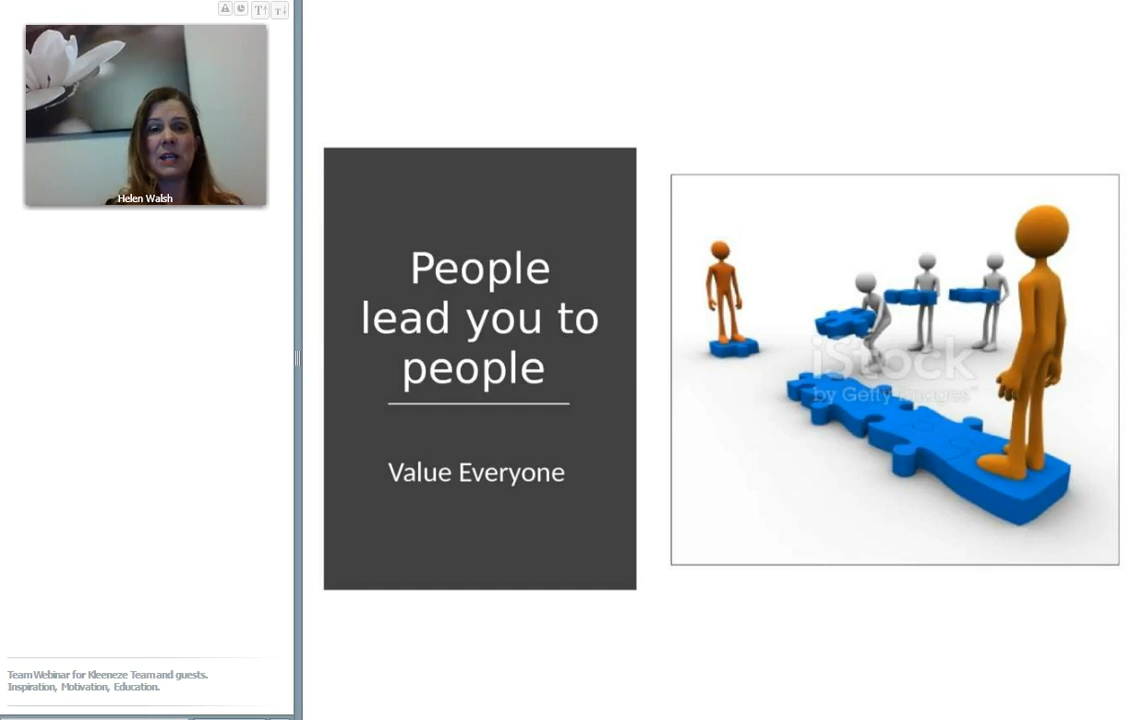 T↑
T↓
Helen Walsh
People
lead you to
people
Value Everyone
iStock
by Getty Images™
Team Webinar for Kleeneze Team and guests.
Inspiration, Motivation, Education.